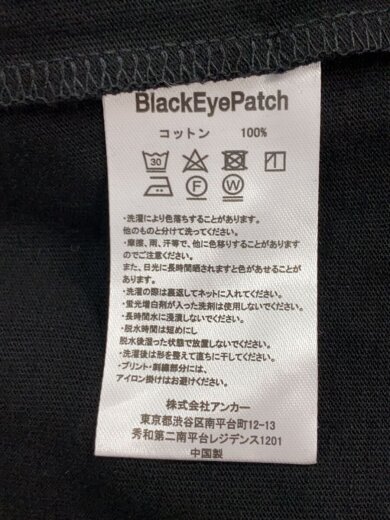 BlackEyePatch
コットン 100%
30
F W
・洗濯により色落ちすることがあります。
他のものと分けて洗ってください。
・摩擦、雨、汗等で、他に色移りすることがあります
のでご注意ください。
また、日光に長時間晒されますと色があせることが
あります。
・洗濯の際は裏返してネットに入れてください。
・蛍光増白剤が入った洗剤は使用しないでください。
・長時間水に浸漬しないでください。
・脱水時間は短めにし
脱水後湿った状態で放置しないでください。
・洗濯後は形を整えて直ちに干してください。
・プリント・刺繍部分には、
アイロン掛けはお避けください。
株式会社アンカー
東京都渋谷区南平台町12-13
秀和第二南平台レジデンス1201
中国製